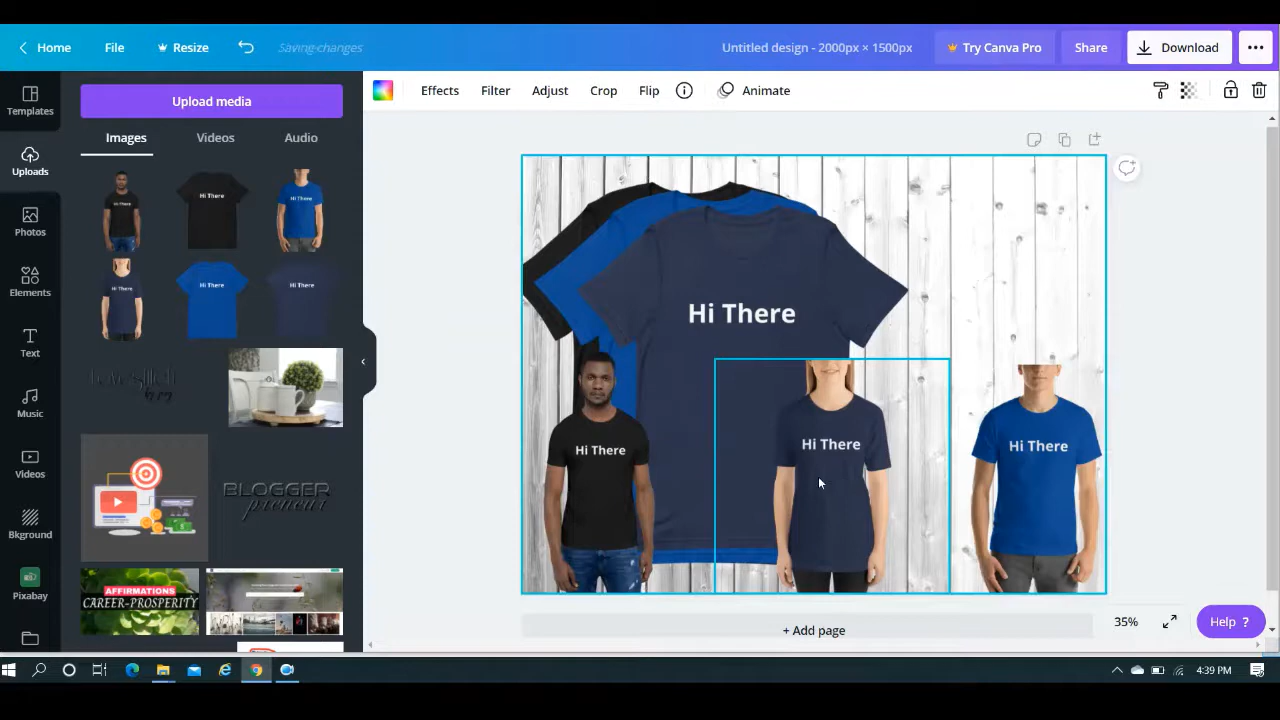 Home File Resize Saving changes Untitled design - 2000px × 1500px Try Canva Pro Share Download
Effects Filter Adjust Crop Flip Animate
Templates
Uploads
Photos
Elements
Text
Music
Videos
Bkground
Pixabay
Upload media
Images Videos Audio
Hi There Hi There Hi There
Hi There Hi There Hi There
by
BLOGGER
preneur
AFFIRMATIONS
CAREER-PROSPERITY
Hi There
Hi There
Hi There
Hi There
+ Add page
35%
Help ?
4:39 PM